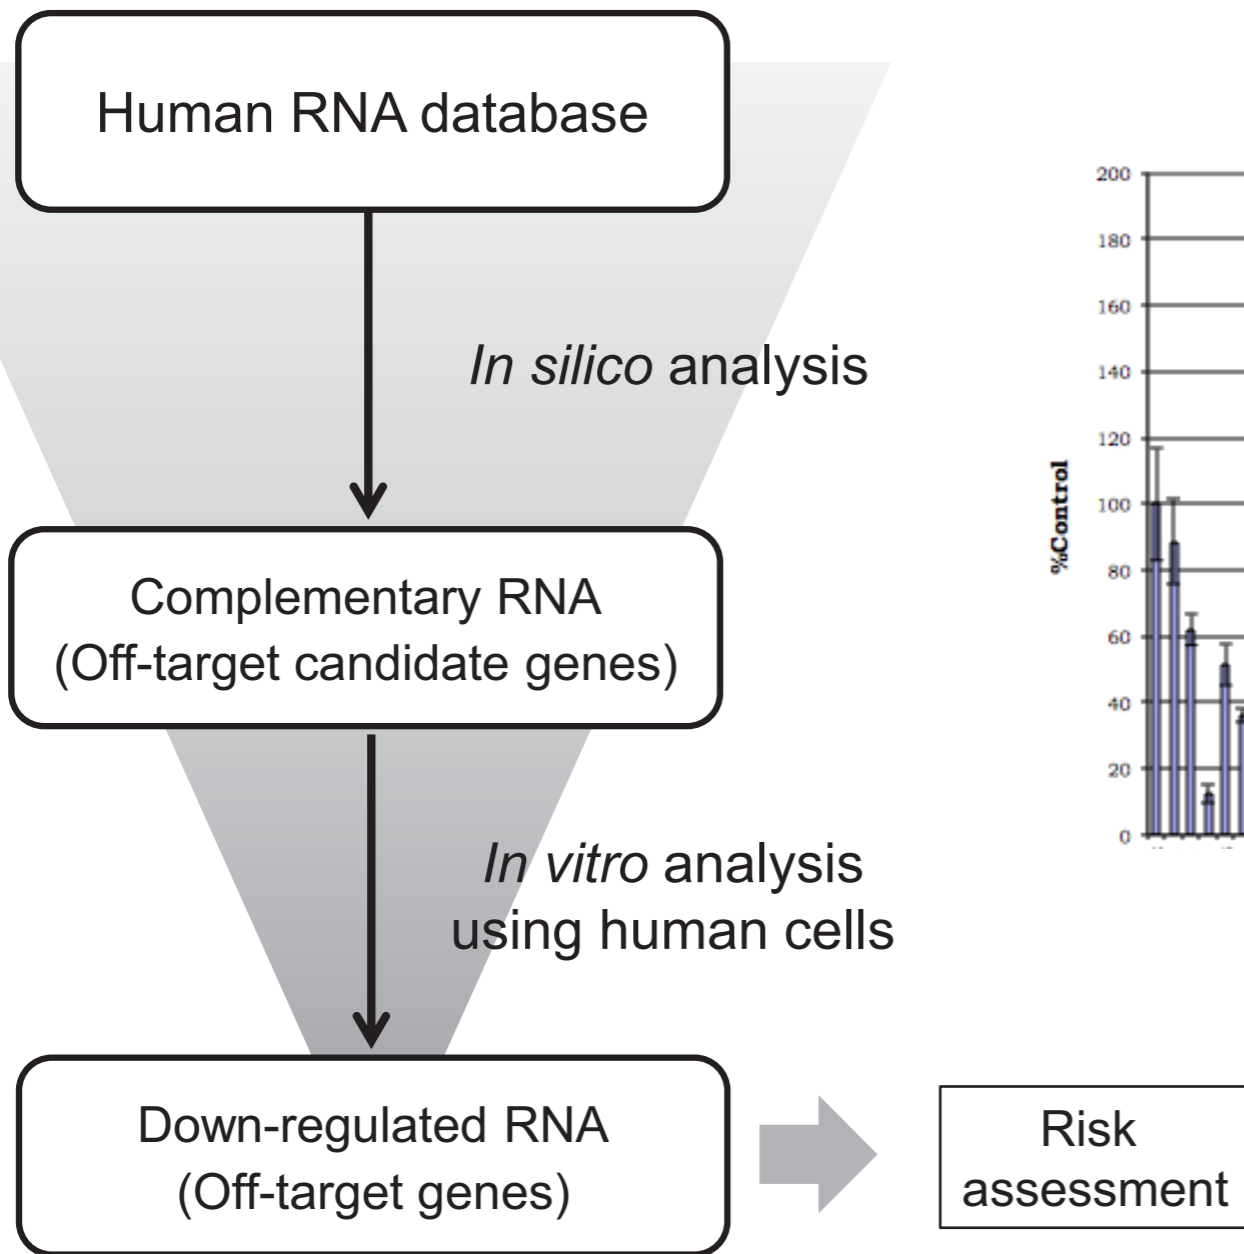 Human RNA database
In silico analysis
Complementary RNA
(Off-target candidate genes)
In vitro analysis
using human cells
Down-regulated RNA
(Off-target genes)
Risk
assessment
%Control
200
180
160
140
120
100
80
60
40
20
0